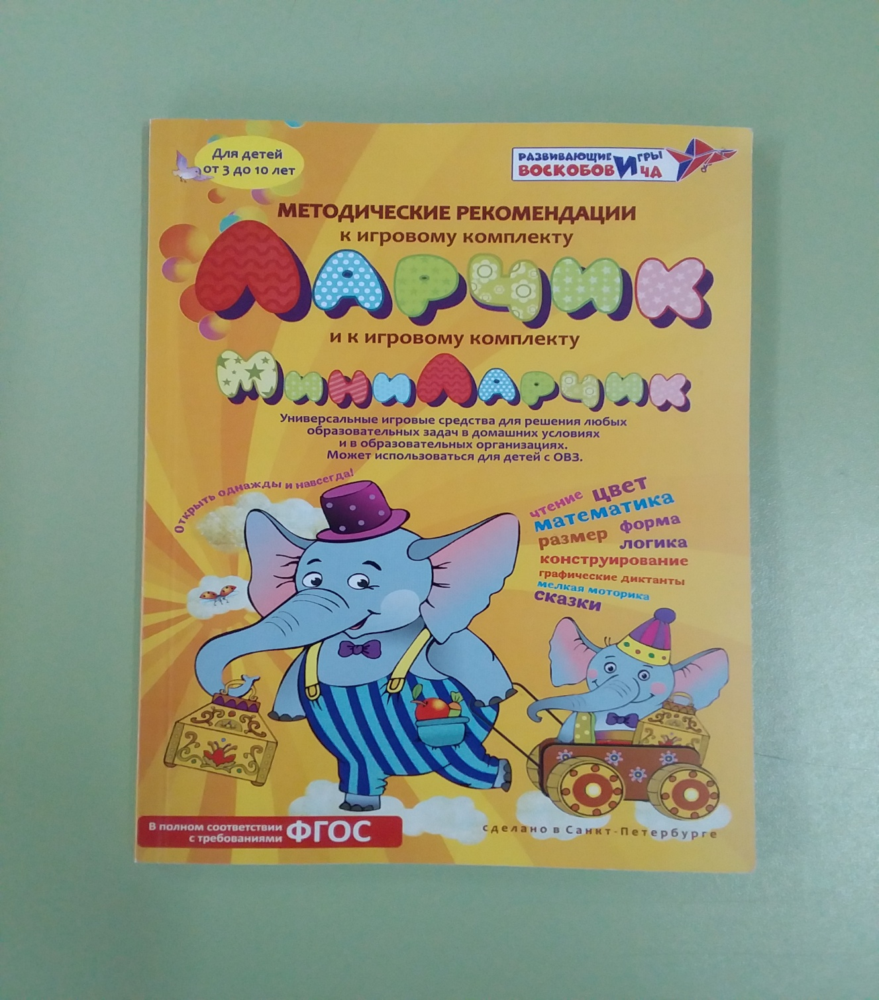 Для детей
от 3 до 10 лет
РАЗВИВАЮЩИЕ ИГРЫ
ВОСКОБОВИЧА
МЕТОДИЧЕСКИЕ РЕКОМЕНДАЦИИ
к игровому комплекту
Ларчик
и к игровому комплекту
МиниЛарчик
Универсальные игровые средства для решения любых
образовательных задач в домашних условиях
и в образовательных организациях.
Может использоваться для детей с ОВЗ.
Открыть однажды и навсегда!
чтение цвет
математика
размер форма
логика
конструирование
графические диктанты
мелкая моторика
сказки
В полном соответствии
с требованиями ФГОС
сделано в Санкт-Петербурге